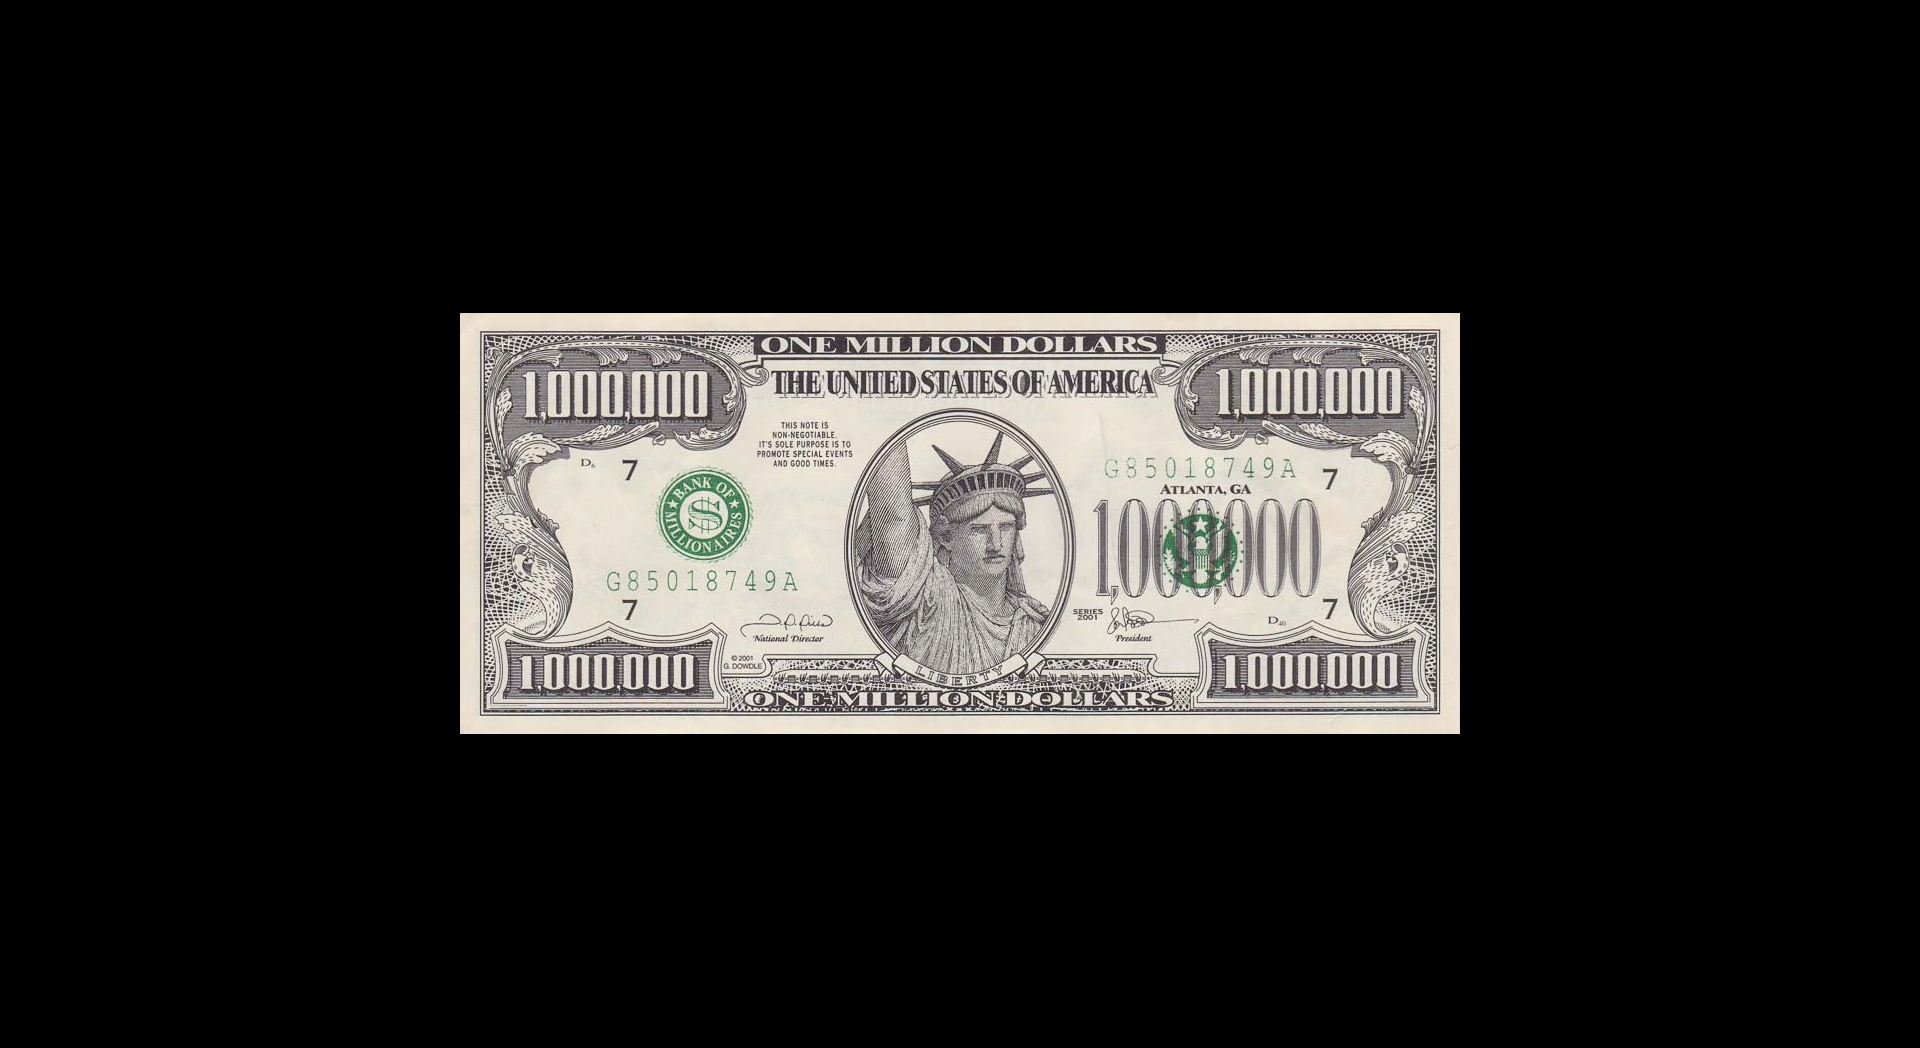 ONE MILLION DOLLARS
1,000,000
THE UNITED STATES OF AMERICA
1,000,000
THIS NOTE IS
NON-NEGOTIABLE.
IT'S SOLE PURPOSE IS TO
PROMOTE SPECIAL EVENTS
AND GOOD TIMES.
D6
7
G85018749A
7
ATLANTA, GA
BANK OF
MILLIONAIRES
$
1,000,000
G85018749A
7
SERIES
2001
D40
7
National Director
President
© 2001
G. DOWDLE
LIBERTY
1,000,000
1,000,000
ONE MILLION DOLLARS